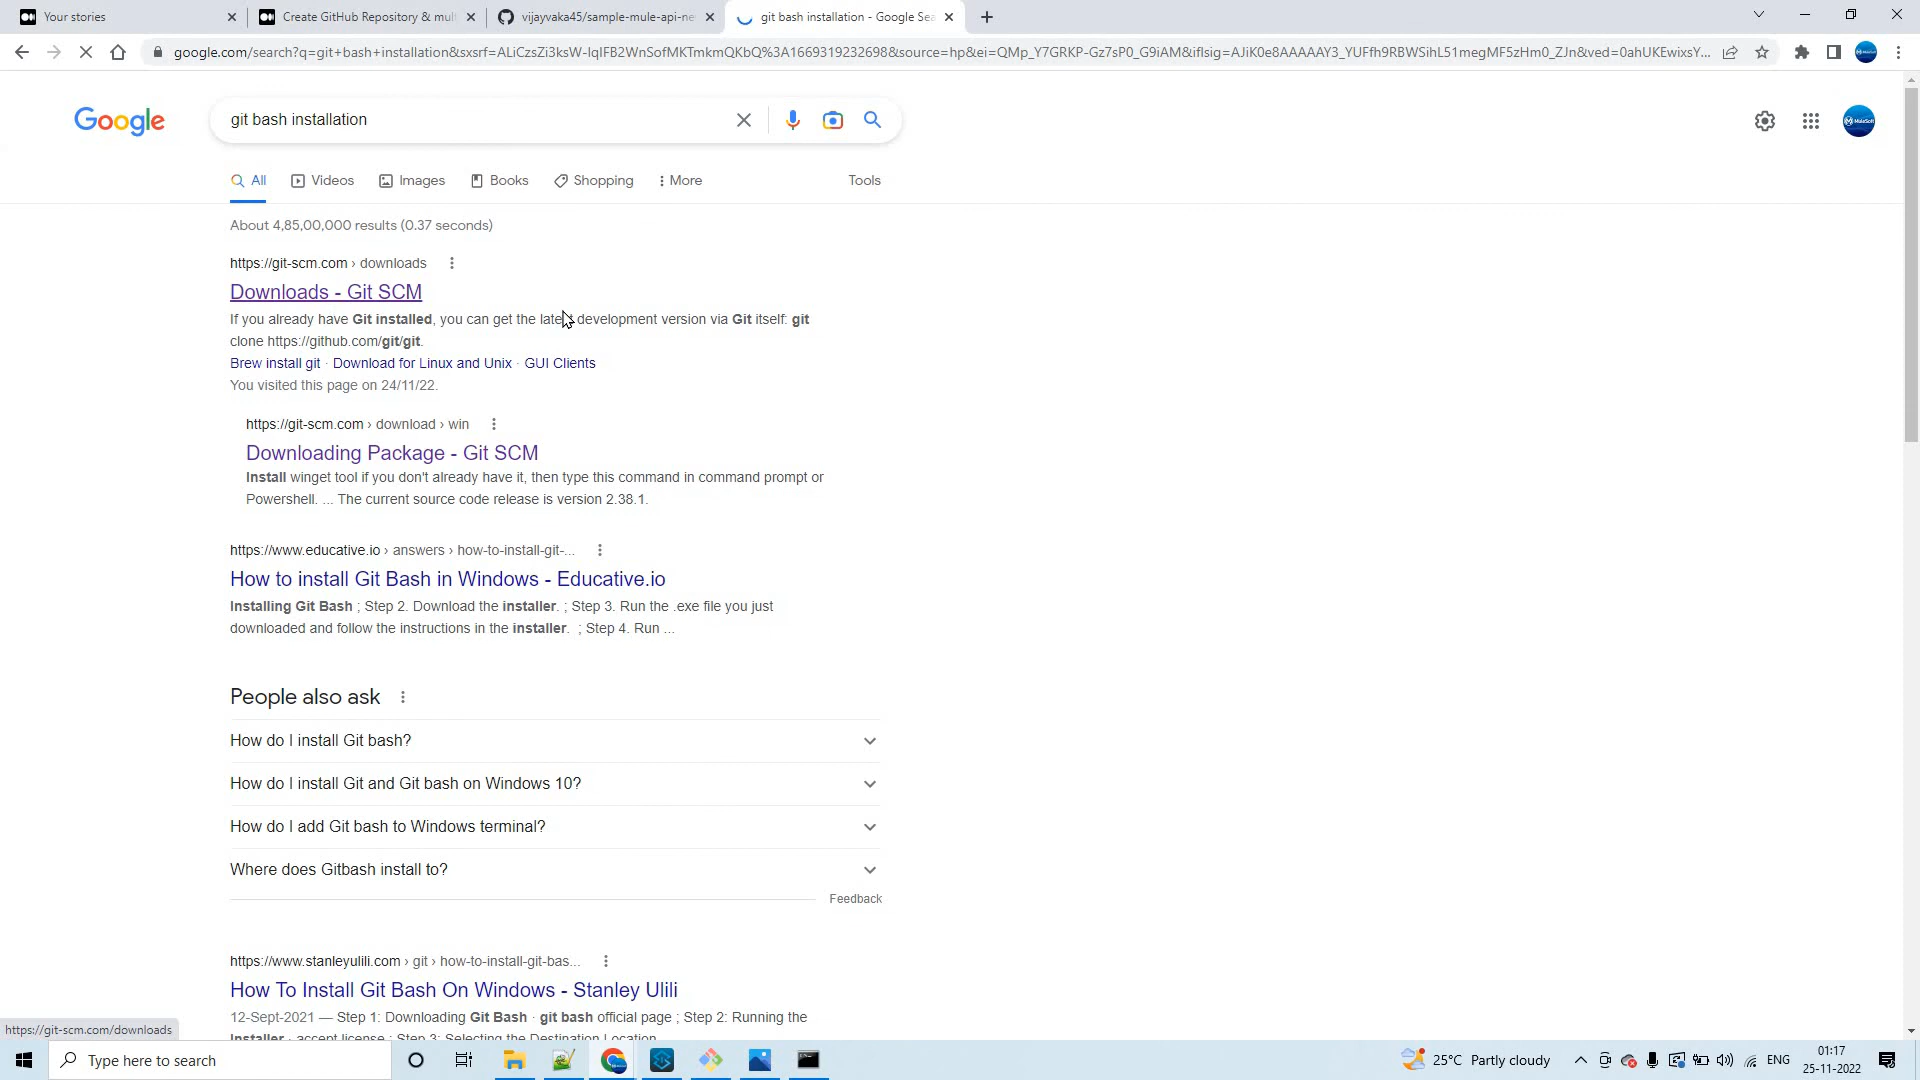 Your stories
Create GitHub Repository & mul
vijayvaka45/sample-mule-api-ne
git bash installation - Google Sea
google.com/search?q=git+bash+installation&sxsrf=ALiCzsZi3ksW-IqIFB2WnSofMKTmkmQKbQ%3A1669319232698&source=hp&ei=QMp_Y7GRKP-Gz7sP0_G9iAM&iflsig=AJiK0e8AAAAAY3_YUFfh9RBWSihL51megMF5zHm0_ZJn&ved=0ahUKEwixsY...
Google
git bash installation
All
Videos
Images
Books
Shopping
More
Tools
About 4,85,00,000 results (0.37 seconds)
https://git-scm.com › downloads
Downloads - Git SCM
If you already have Git installed, you can get the late development version via Git itself: git
clone https://github.com/git/git.
Brew install git · Download for Linux and Unix · GUI Clients
You visited this page on 24/11/22.
https://git-scm.com › download › win
Downloading Package - Git SCM
Install winget tool if you don't already have it, then type this command in command prompt or
Powershell. ... The current source code release is version 2.38.1.
https://www.educative.io › answers › how-to-install-git-...
How to install Git Bash in Windows - Educative.io
Installing Git Bash ; Step 2. Download the installer. ; Step 3. Run the .exe file you just
downloaded and follow the instructions in the installer. ; Step 4. Run ...
People also ask
How do I install Git bash?
How do I install Git and Git bash on Windows 10?
How do I add Git bash to Windows terminal?
Where does Gitbash install to?
Feedback
https://www.stanleyulili.com › git › how-to-install-git-bas...
How To Install Git Bash On Windows - Stanley Ulili
12-Sept-2021 — Step 1: Downloading Git Bash · git bash official page ; Step 2: Running the
Installer · accept license ; Step 3: Selecting the Destination Location
https://git-scm.com/downloads
Type here to search
25°C Partly cloudy
ENG
01:17
25-11-2022